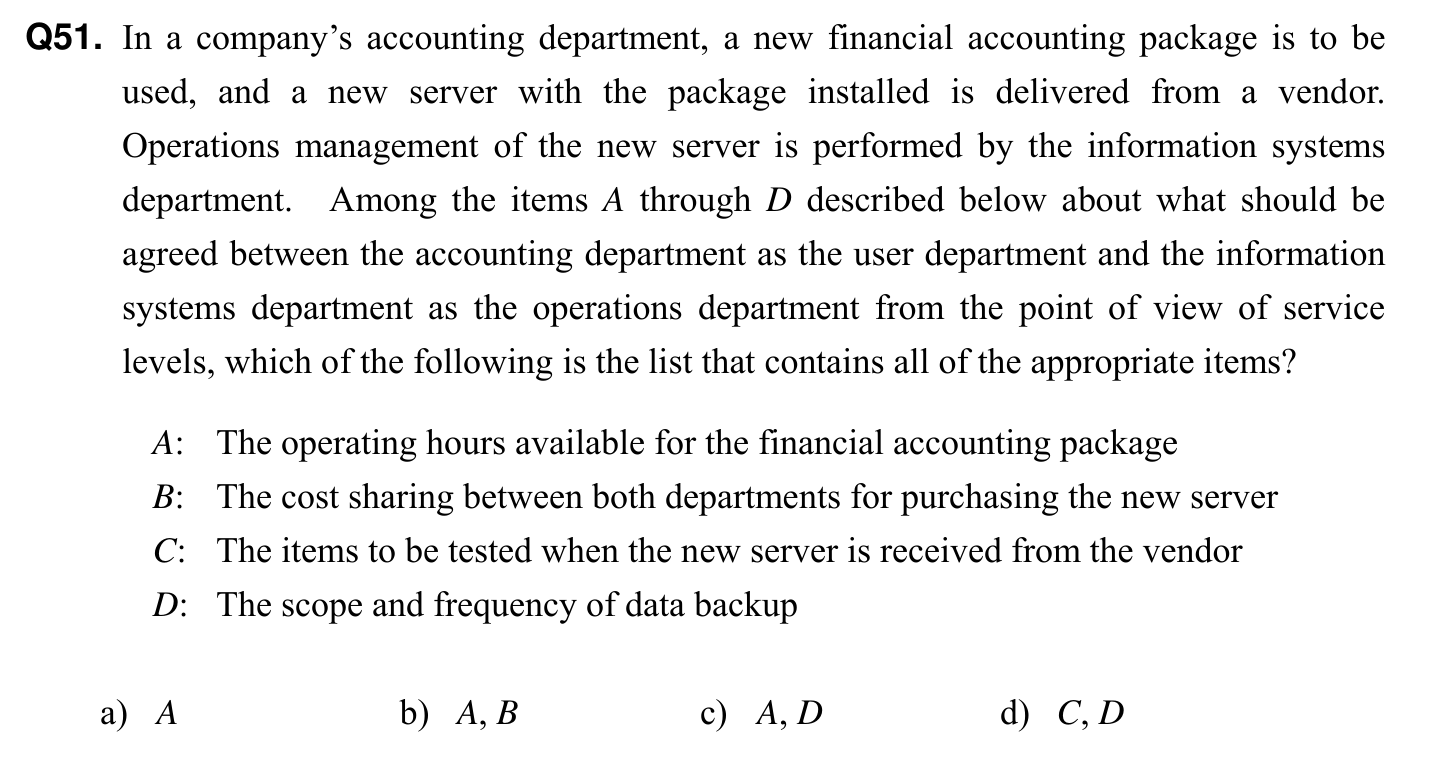 Q51. In a company’s accounting department, a new financial accounting package is to be
used, and a new server with the package installed is delivered from a vendor.
Operations management of the new server is performed by the information systems
department. Among the items A through D described below about what should be
agreed between the accounting department as the user department and the information
systems department as the operations department from the point of view of service
levels, which of the following is the list that contains all of the appropriate items?
A: The operating hours available for the financial accounting package
B: The cost sharing between both departments for purchasing the new server
C: The items to be tested when the new server is received from the vendor
D: The scope and frequency of data backup
a) A b) A, B c) A, D d) C, D